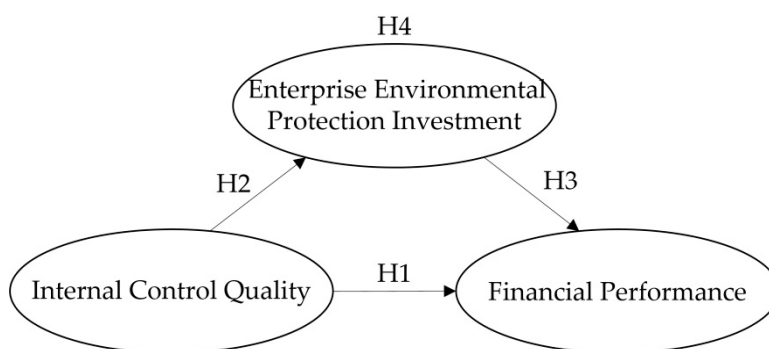 H4
Enterprise Environmental
Protection Investment
H2
H3
Internal Control Quality
H1
Financial Performance